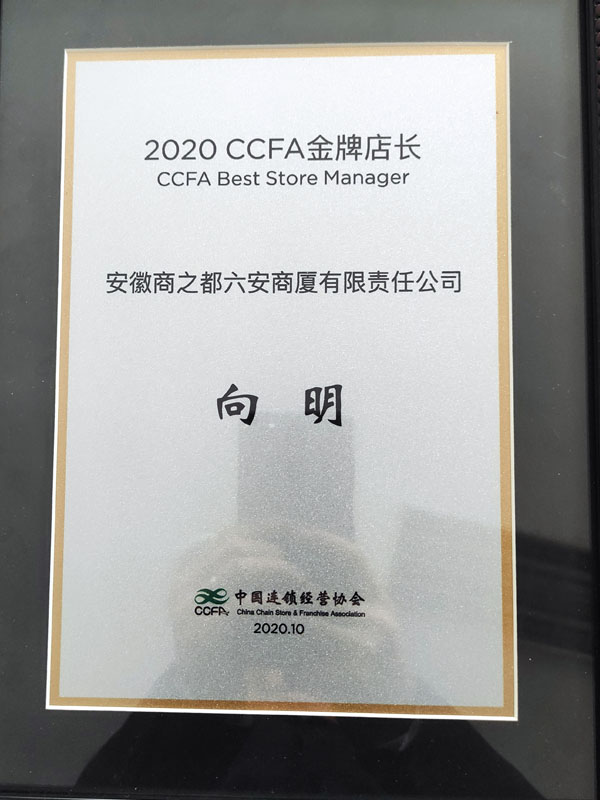 2020 CCFA金牌店长
CCFA Best Store Manager
安徽商之都六安商厦有限责任公司
向 明
CCFA 中国连锁经营协会
China Chain Store & Franchise Association
2020.10